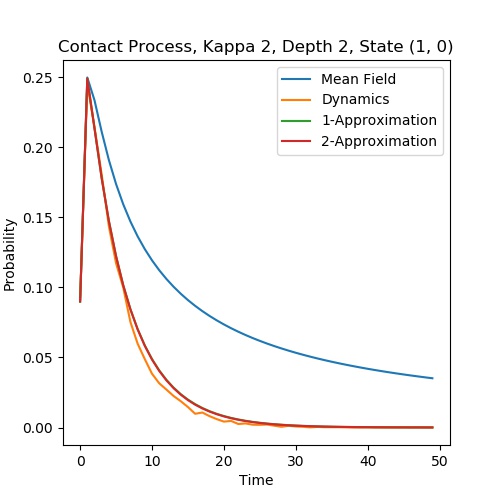 Contact Process, Kappa 2, Depth 2, State (1, 0)
Mean Field
Dynamics
1-Approximation
2-Approximation
0.25
0.20
0.15
0.10
0.05
0.00
Probability
0 10 20 30 40 50
Time